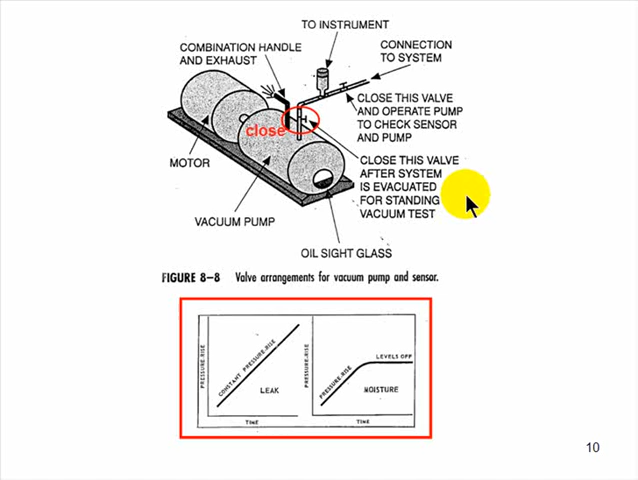 TO INSTRUMENT
COMBINATION HANDLE
AND EXHAUST
CONNECTION
TO SYSTEM
CLOSE THIS VALVE
AND OPERATE PUMP
TO CHECK SENSOR
AND PUMP
close
MOTOR
CLOSE THIS VALVE
AFTER SYSTEM
IS EVACUATED
FOR STANDING
VACUUM TEST
VACUUM PUMP
OIL SIGHT GLASS
FIGURE 8–8 Valve arrangements for vacuum pump and sensor.
PRESSURE.RISE
CONSTANT PRESSURE.RISE
LEAK
TIME
PRESSURE.RISE
PRESSURE.RISE
LEVELS OFF
MOISTURE
TIME
10